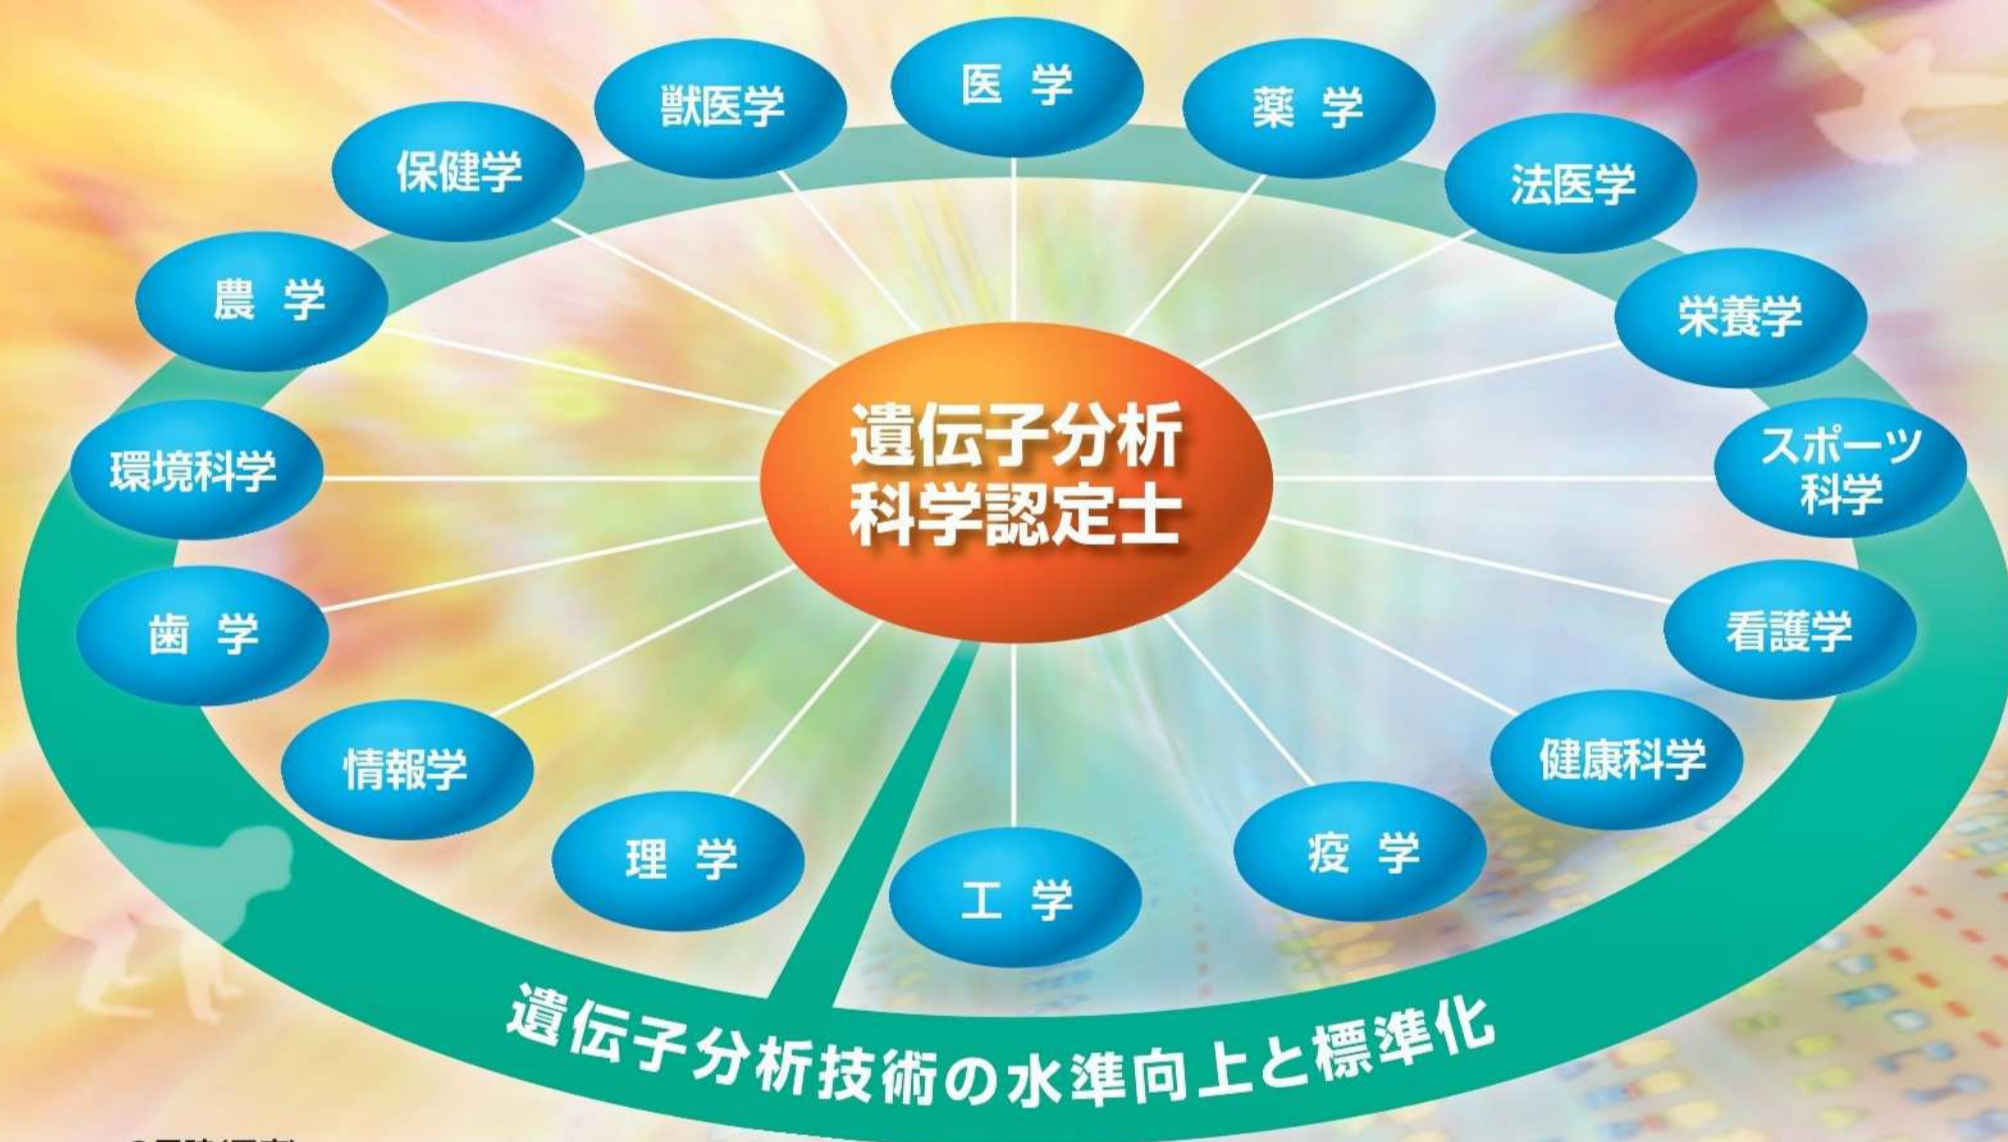 医 学
薬 学
法医学
栄養学
スポーツ
科学
看護学
健康科学
疫 学
工 学
理 学
情報学
歯 学
環境科学
農 学
保健学
獣医学
遺伝子分析
科学認定士
遺伝子分析技術の水準向上と標準化